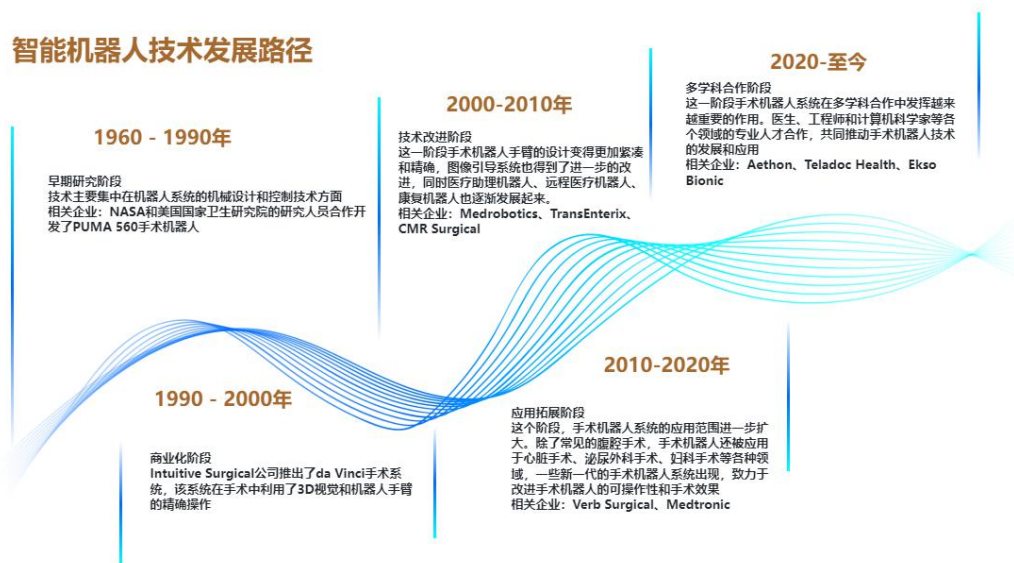 智能机器人技术发展路径
1960 - 1990年
早期研究阶段
技术主要集中在机器人系统的机械设计和控制技术方面
相关企业：NASA和美国国家卫生研究院的研究人员合作开
发了PUMA 560手术机器人
1990 - 2000年
商业化阶段
Intuitive Surgical公司推出了da Vinci手术系
统，该系统在手术中利用了3D视觉和机器人手臂
的精确操作
2000-2010年
技术改进阶段
这一阶段手术机器人手臂的设计变得更加紧凑
和精确，图像引导系统也得到了进一步的改
进，同时医疗助理机器人、远程医疗机器人、
康复机器人也逐渐发展起来。
相关企业：Medrobotics、TransEnterix、
CMR Surgical
2010-2020年
应用拓展阶段
这个阶段，手术机器人系统的应用范围进一步扩
大。除了常见的腹腔手术，手术机器人还被应用
于心脏手术、泌尿外科手术、妇科手术等各种领
域，一些新一代的手术机器人系统出现，致力于
改进手术机器人的可操作性和手术效果
相关企业：Verb Surgical、Medtronic
2020-至今
多学科合作阶段
这一阶段手术机器人系统在多学科合作中发挥越来
越重要的作用。医生、工程师和计算机科学家等各
个领域的专业人才合作，共同推动手术机器人技术
的发展和应用
相关企业：Aethon、Teladoc Health、Ekso
Bionic